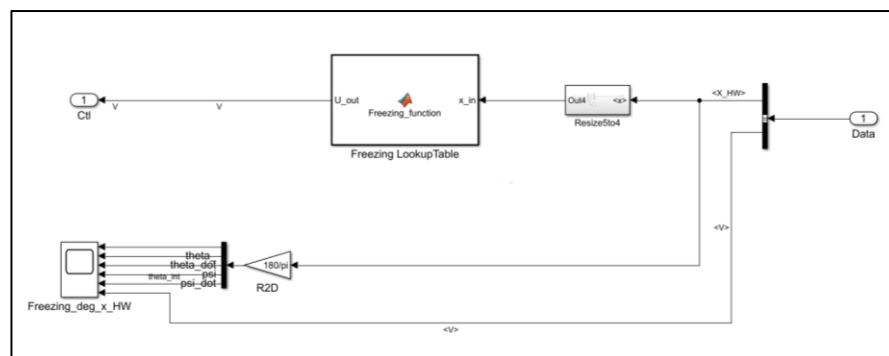 <X_HW>
U_out
Freezing_function
x_in
Out4
<x>
1
Ctl
V
V
Resize5to4
1
Data
Freezing LookupTable
<V>
theta_
theta_dot
theta_int
psi
psi_dot
180/pi
R2D
Freezing_deg_x_HW
<V>